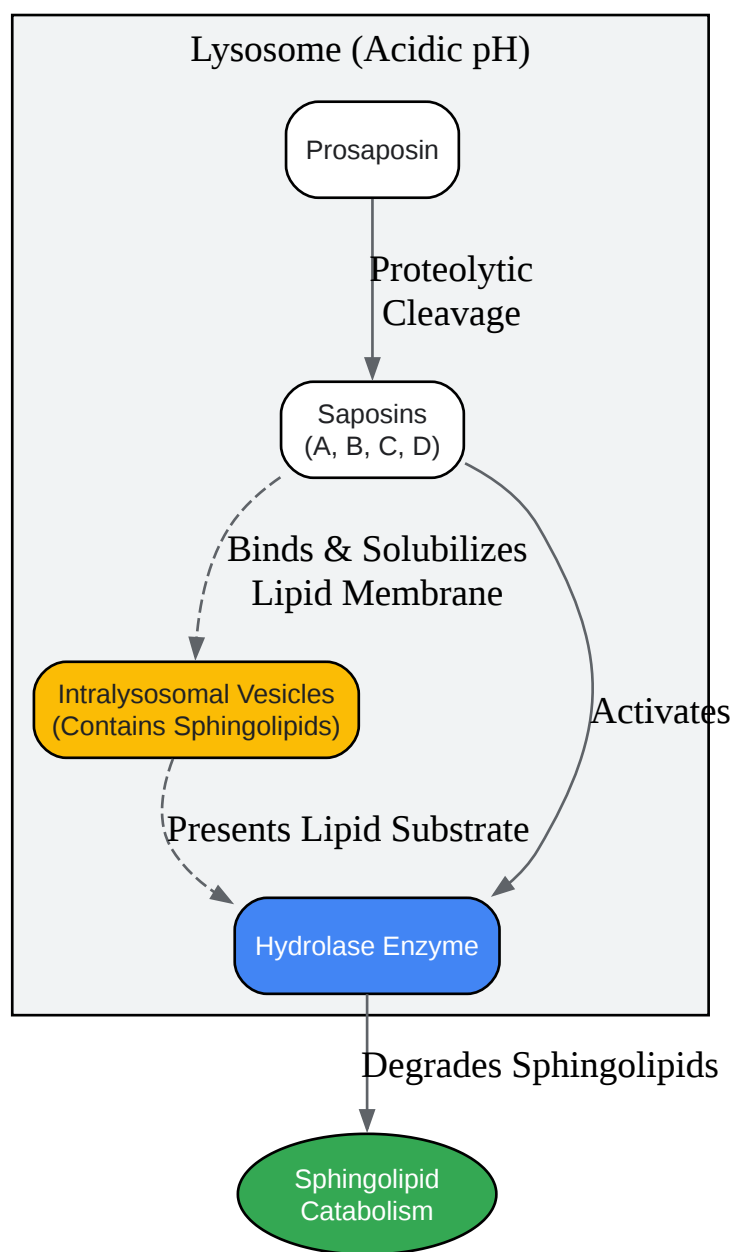 Lysosome (Acidic pH)
Prosaposin
Proteolytic
Cleavage
Saposins
(A, B, C, D)
Binds & Solubilizes
Lipid Membrane
Intralysosomal Vesicles
(Contains Sphingolipids)
Activates
Presents Lipid Substrate
Hydrolase Enzyme
Degrades Sphingolipids
Sphingolipid
Catabolism